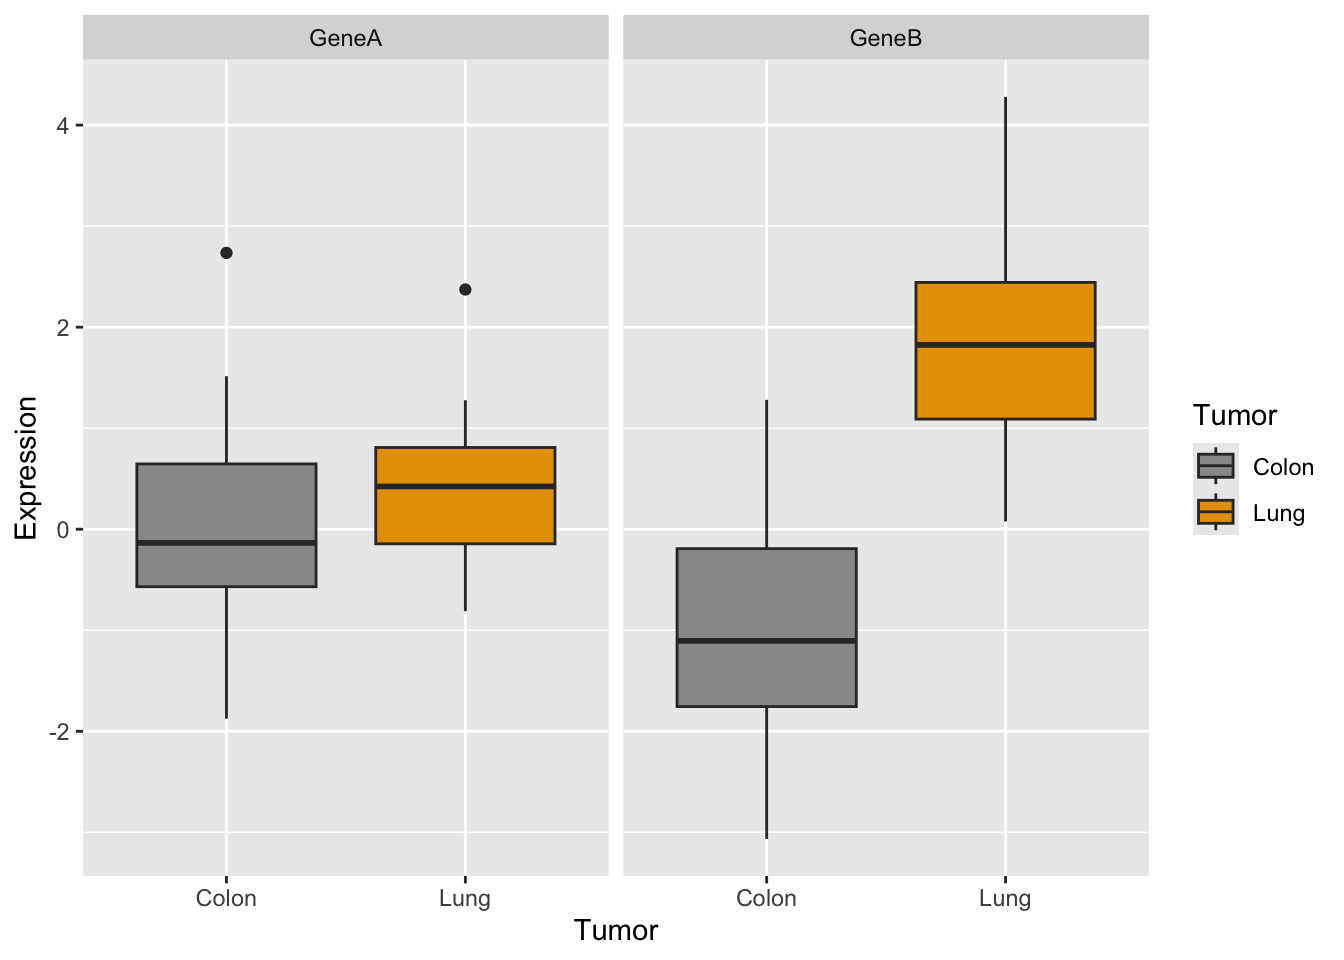 GeneA
GeneB
Expression
4
2
0
-2
Colon
Lung
Colon
Lung
Tumor
Tumor
Colon
Lung